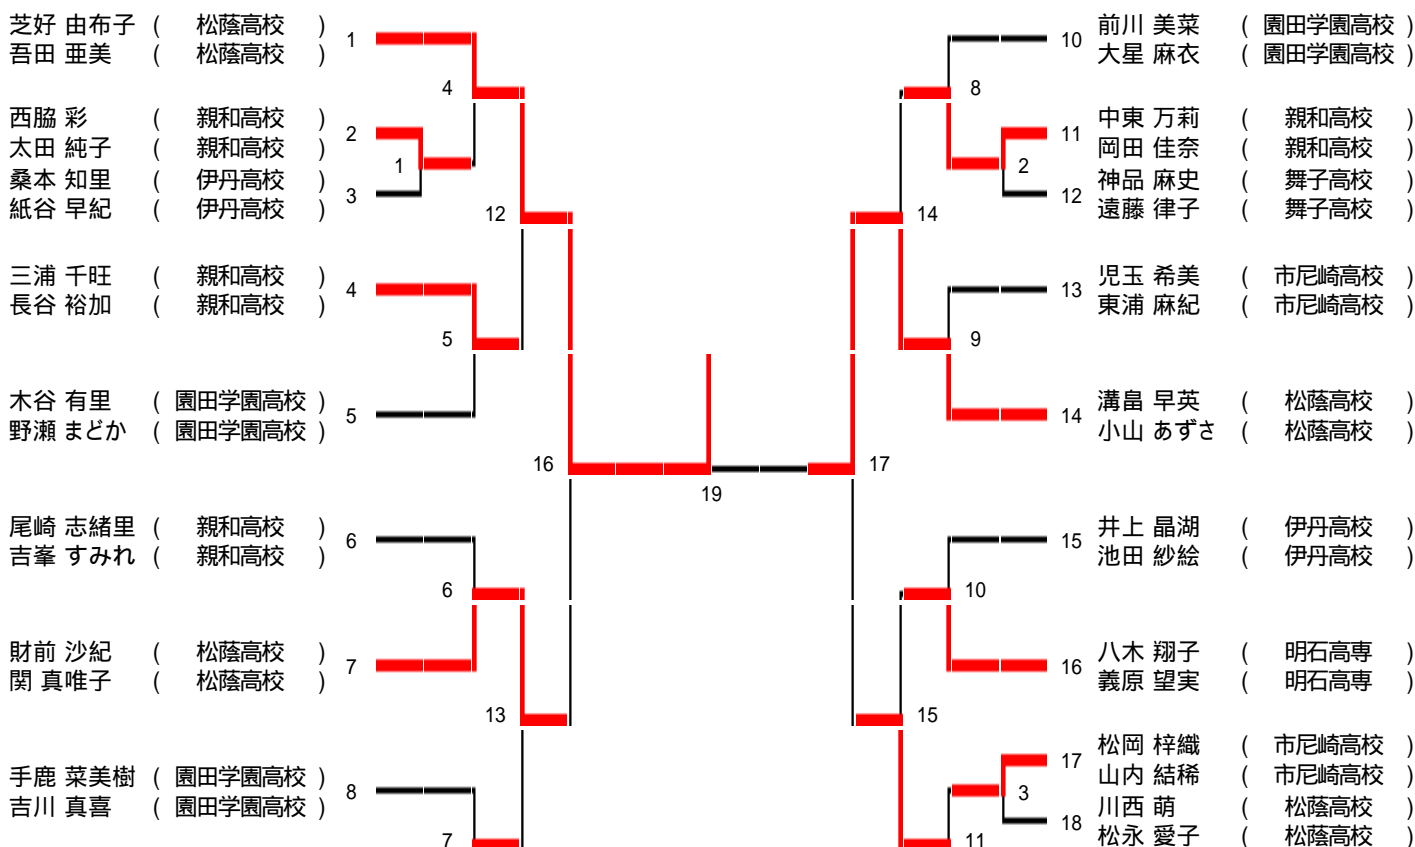 芝好 由布子 ( 松蔭高校 )
吾田 亜美 ( 松蔭高校 )
1
4
西脇 彩 ( 親和高校 )
太田 純子 ( 親和高校 )
2
1
桑本 知里 ( 伊丹高校 )
紙谷 早紀 ( 伊丹高校 )
3
12
三浦 千旺 ( 親和高校 )
長谷 裕加 ( 親和高校 )
4
5
木谷 有里 ( 園田学園高校 )
野瀬 まどか ( 園田学園高校 )
5
16
尾崎 志緒里 ( 親和高校 )
吉峯 すみれ ( 親和高校 )
6
6
財前 沙紀 ( 松蔭高校 )
関 真唯子 ( 松蔭高校 )
7
13
手鹿 菜美樹 ( 園田学園高校 )
吉川 真喜 ( 園田学園高校 )
8
7
19
10
前川 美菜 ( 園田学園高校 )
大星 麻衣 ( 園田学園高校 )
8
11
中東 万莉 ( 親和高校 )
岡田 佳奈 ( 親和高校 )
2
12
神品 麻史 ( 舞子高校 )
遠藤 律子 ( 舞子高校 )
14
13
児玉 希美 ( 市尼崎高校 )
東浦 麻紀 ( 市尼崎高校 )
9
14
溝畠 早英 ( 松蔭高校 )
小山 あずさ ( 松蔭高校 )
17
15
井上 晶湖 ( 伊丹高校 )
池田 紗絵 ( 伊丹高校 )
10
16
八木 翔子 ( 明石高専 )
義原 望実 ( 明石高専 )
15
17
松岡 梓織 ( 市尼崎高校 )
山内 結稀 ( 市尼崎高校 )
3
18
川西 萌 ( 松蔭高校 )
松永 愛子 ( 松蔭高校 )
11